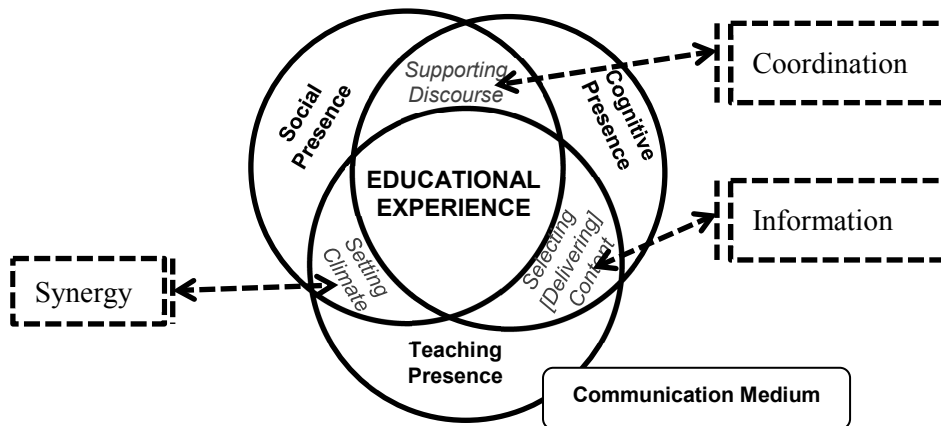 Supporting
Discourse
Coordination
Social
Presence
Cognitive
Presence
EDUCATIONAL
EXPERIENCE
Information
Setting
Climate
Selecting
[Delivering]
Content
Synergy
Teaching
Presence
Communication Medium